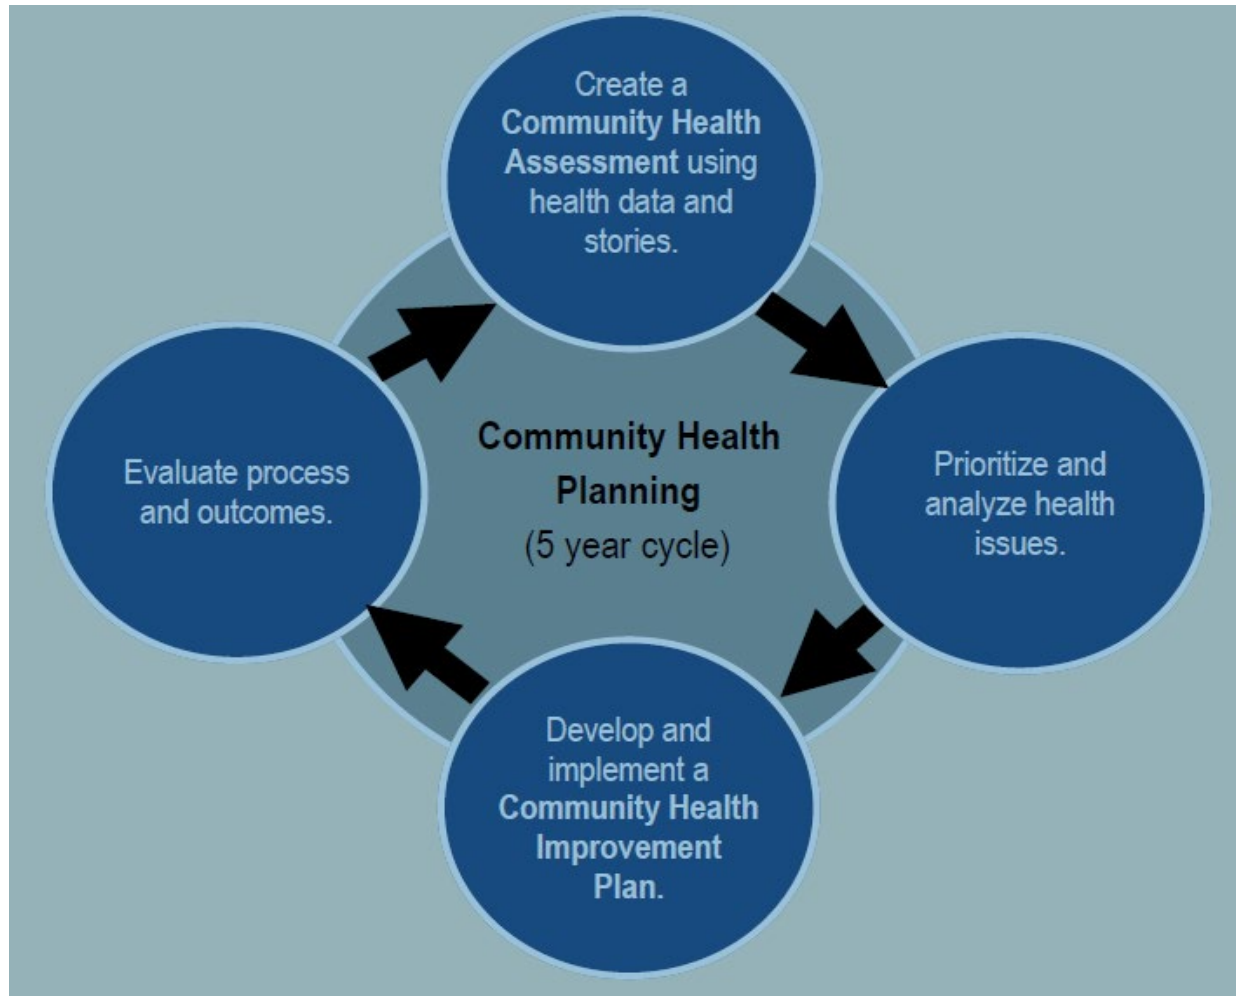 Create a
Community Health
Assessment using
health data and
stories.
Prioritize and
analyze health
issues.
Develop and
implement a
Community Health
Improvement
Plan.
Evaluate process
and outcomes.
Community Health
Planning
(5 year cycle)